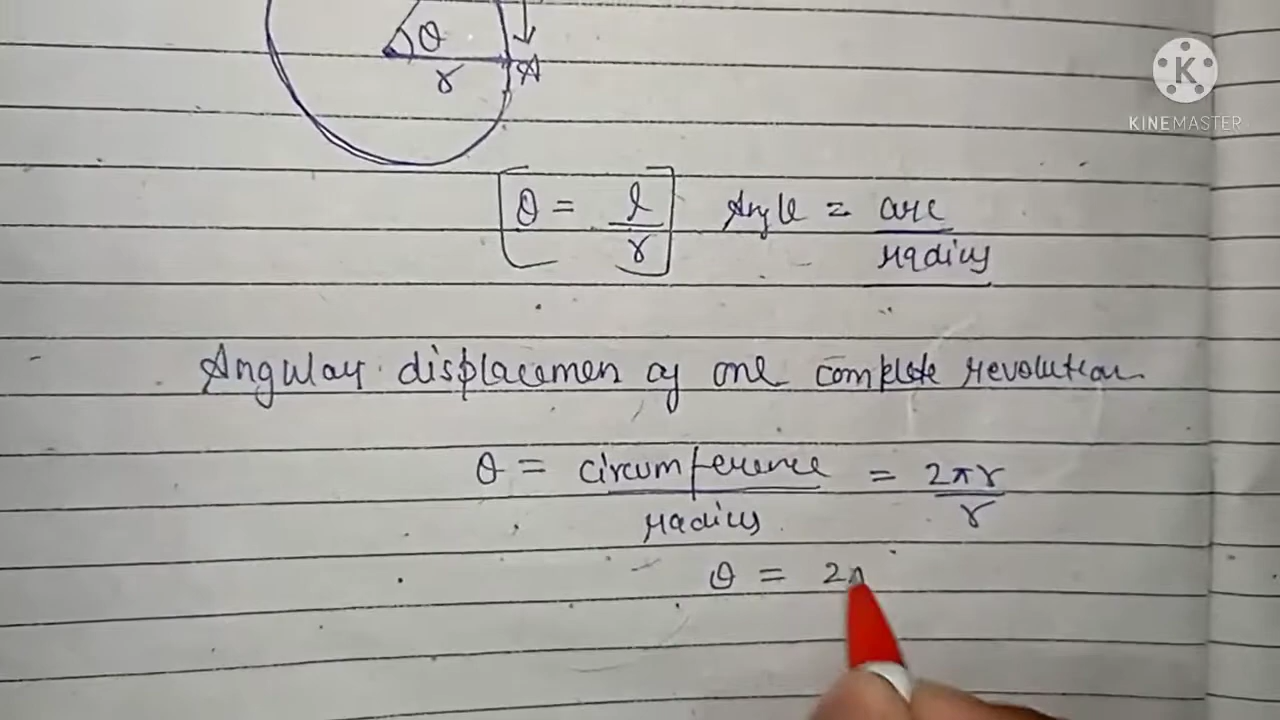 θ
r
A
KINEMASTER
θ = l/r Angle = arc/radius
Angular displacemen of one complete revolution
θ = circumference/radius = 2πr/r
θ = 2π